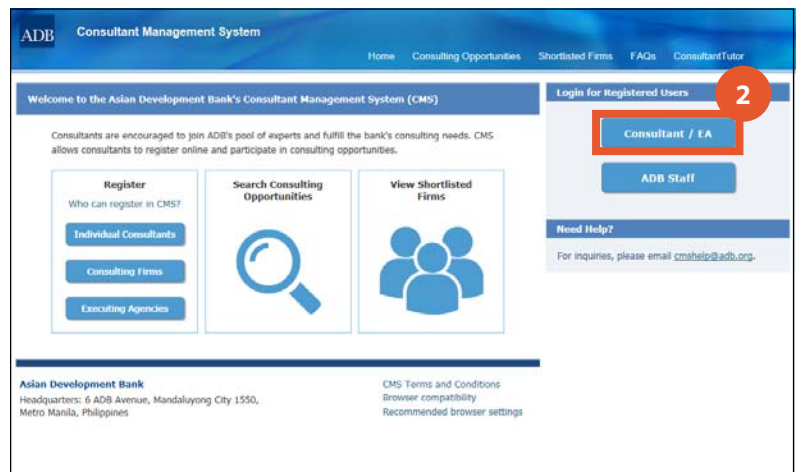 ADB
Consultant Management System
Home Consulting Opportunities Shortlisted Firms FAQs ConsultantTutor
Welcome to the Asian Development Bank's Consultant Management System (CMS)
Consultants are encouraged to join ADB's pool of experts and fulfill the bank's consulting needs. CMS
allows consultants to register online and participate in consulting opportunities.
Register
Who can register in CMS?
Individual Consultants
Consulting Firms
Executing Agencies
Search Consulting
Opportunities
View Shortlisted
Firms
Login for Registered Users
2
Consultant / EA
ADB Staff
Need Help?
For inquiries, please email cmshelp@adb.org.
Asian Development Bank
Headquarters: 6 ADB Avenue, Mandaluyong City 1550,
Metro Manila, Philippines
CMS Terms and Conditions
Browser compatibility
Recommended browser settings